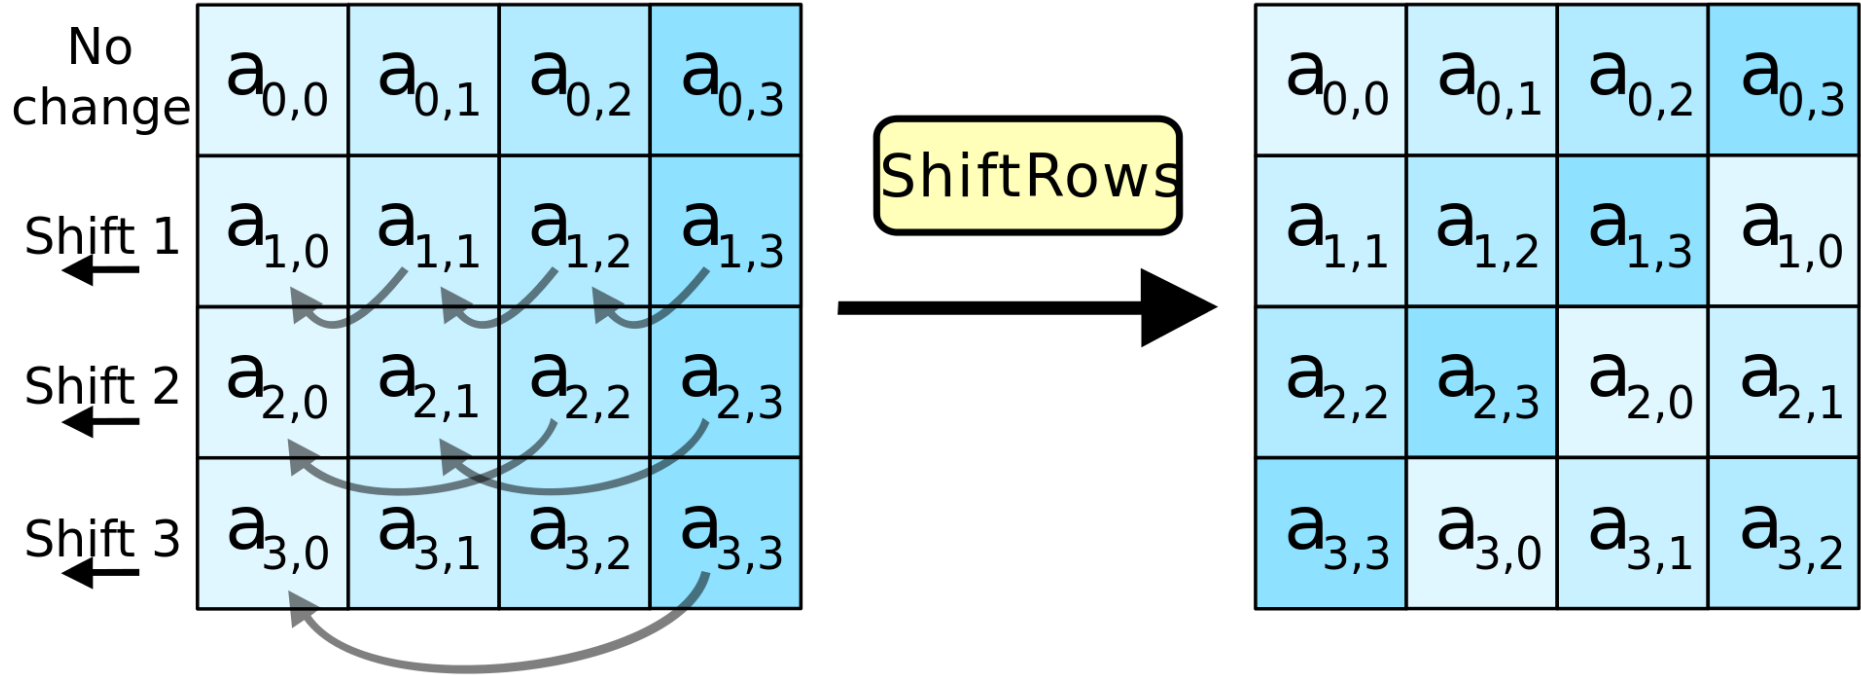 No
change
a0,0 a0,1 a0,2 a0,3
Shift 1
a1,0 a1,1 a1,2 a1,3
Shift 2
a2,0 a2,1 a2,2 a2,3
Shift 3
a3,0 a3,1 a3,2 a3,3
ShiftRows
a0,0 a0,1 a0,2 a0,3
a1,1 a1,2 a1,3 a1,0
a2,2 a2,3 a2,0 a2,1
a3,3 a3,0 a3,1 a3,2